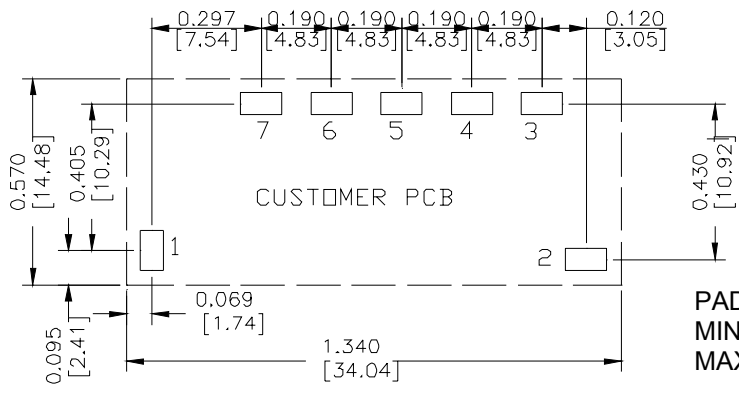 0.297 0.190 0.190 0.190 0.190 0.120
[7.54] [4.83] [4.83] [4.83] [4.83] [3.05]
7 6 5 4 3
0.570
[14.48]
0.405
[10.29]
0.430
[10.92]
CUSTOMER PCB
1
2
0.069
[1.74]
0.095
[2.41]
1.340
[34.04]
PAD
MIN
MAX